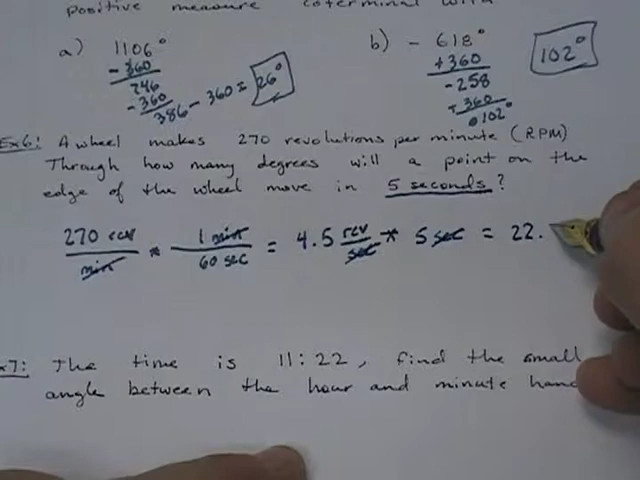 positive measure coterminal with
a) 1106°
- 360
746
- 360
386 - 360 = 26°
b) - 618°
+360
-258
+ 360
102°
102°
Ex6: A wheel makes 270 revolutions per minute (RPM)
Through how many degrees will a point on the
edge of the wheel move in 5 seconds?
270 rev/min * 1 min/60 sec = 4.5 rev/sec * 5 sec = 22.
x7: The time is 11:22, find the small
angle between the hour and minute hand